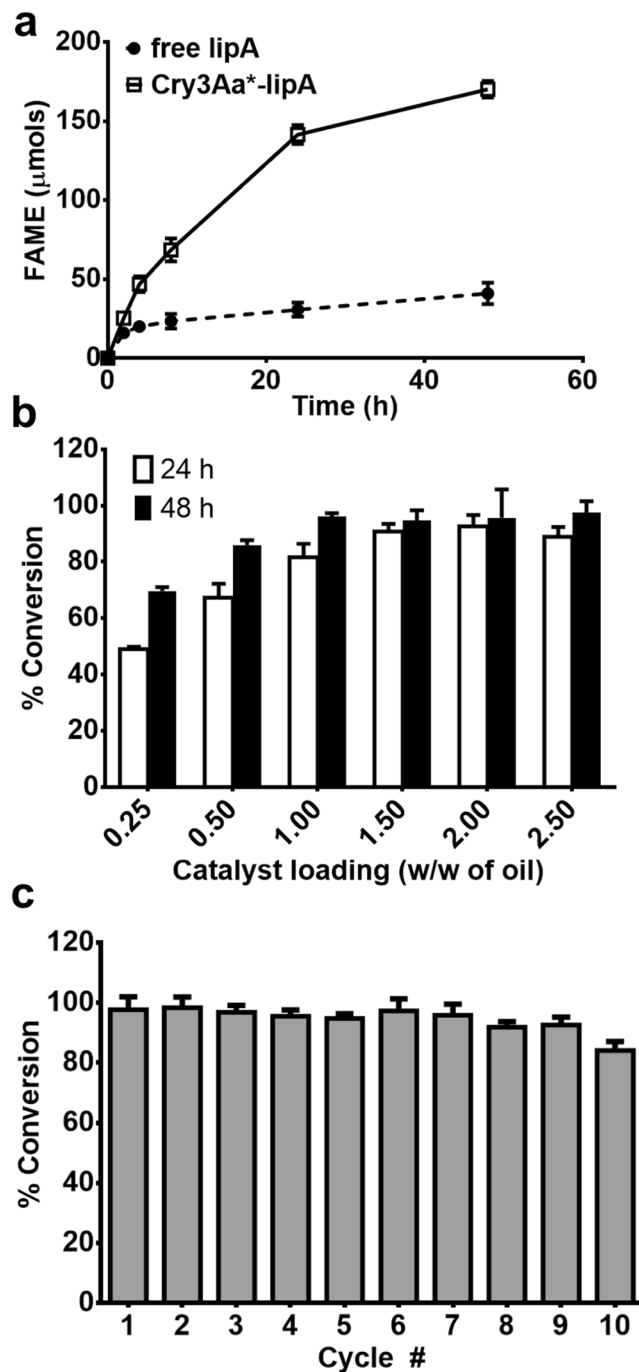 a
200
150
100
50
0
FAME (μmols)
free lipA
Cry3Aa*-lipA
0 20 40 60
Time (h)
b
120
100
80
60
40
20
0
% Conversion
24 h
48 h
0.25 0.50 1.00 1.50 2.00 2.50
Catalyst loading (w/w of oil)
c
120
100
80
60
40
20
0
% Conversion
1 2 3 4 5 6 7 8 9 10
Cycle #